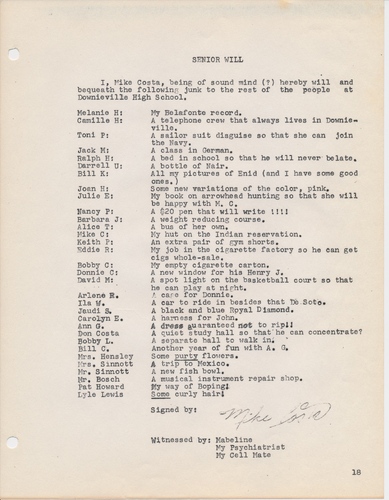 SENIOR WILL
I, Mike Costa, being of sound mind (?) hereby will and
bequeath the following junk to the rest of the people at
Downieville High School.
Melanie H: My Belafonte record.
Camille H: A telephone crew that always lives in Downie-
ville.
Toni P: A sailor suit disguise so that she can join
the Navy.
Jack M: A class in German.
Ralph H: A bed in school so that he will never belate.
Darrell U: A bottle of Nair.
Bill K: All my pictures of Enid (and I have some good
ones.)
Joan H: Some new variations of the color, pink.
Julie E: My book on arrowhead hunting so that she will
be happy with M. C.
Nancy P: A $20 pen that will write !!!!
Barbara J: A weight reducing course.
Alice T: A bus of her own.
Mike C: My hut on the Indian reservation.
Keith P: An extra pair of gym shorts.
Eddie R: My job in the cigarette factory so he can get
cigs whole-sale.
Bobby C: My empty cigarette carton.
Donnie C: A new window for his Henry J.
David M: A spot light on the basketball court so that
he can play at night.
Arlene R. A cage for Donnie.
Ila W. A car to ride in besides that De Soto.
Jeudi S. A black and blue Royal Diamond.
Carolyn E. A harness for John.
Ann G. A dress guaranteed not to rip!!
Don Costa A quiet study hall so that he can concentrate?
Bobby L. A separate hall to walk in.
Bill C. Another year of fun with A. G.
Mrs. Hensley Some purty flowers.
Mrs. Sinnott A trip to Mexico.
Mr. Sinnott A new fish bowl.
Mr. Bosch A musical instrument repair shop.
Pat Howard My way of Boping!
Lyle Lewis Some curly hair!
Signed by: Mike Costa
Witnessed by: Mabeline
My Psychiatrist
My Cell Mate
18